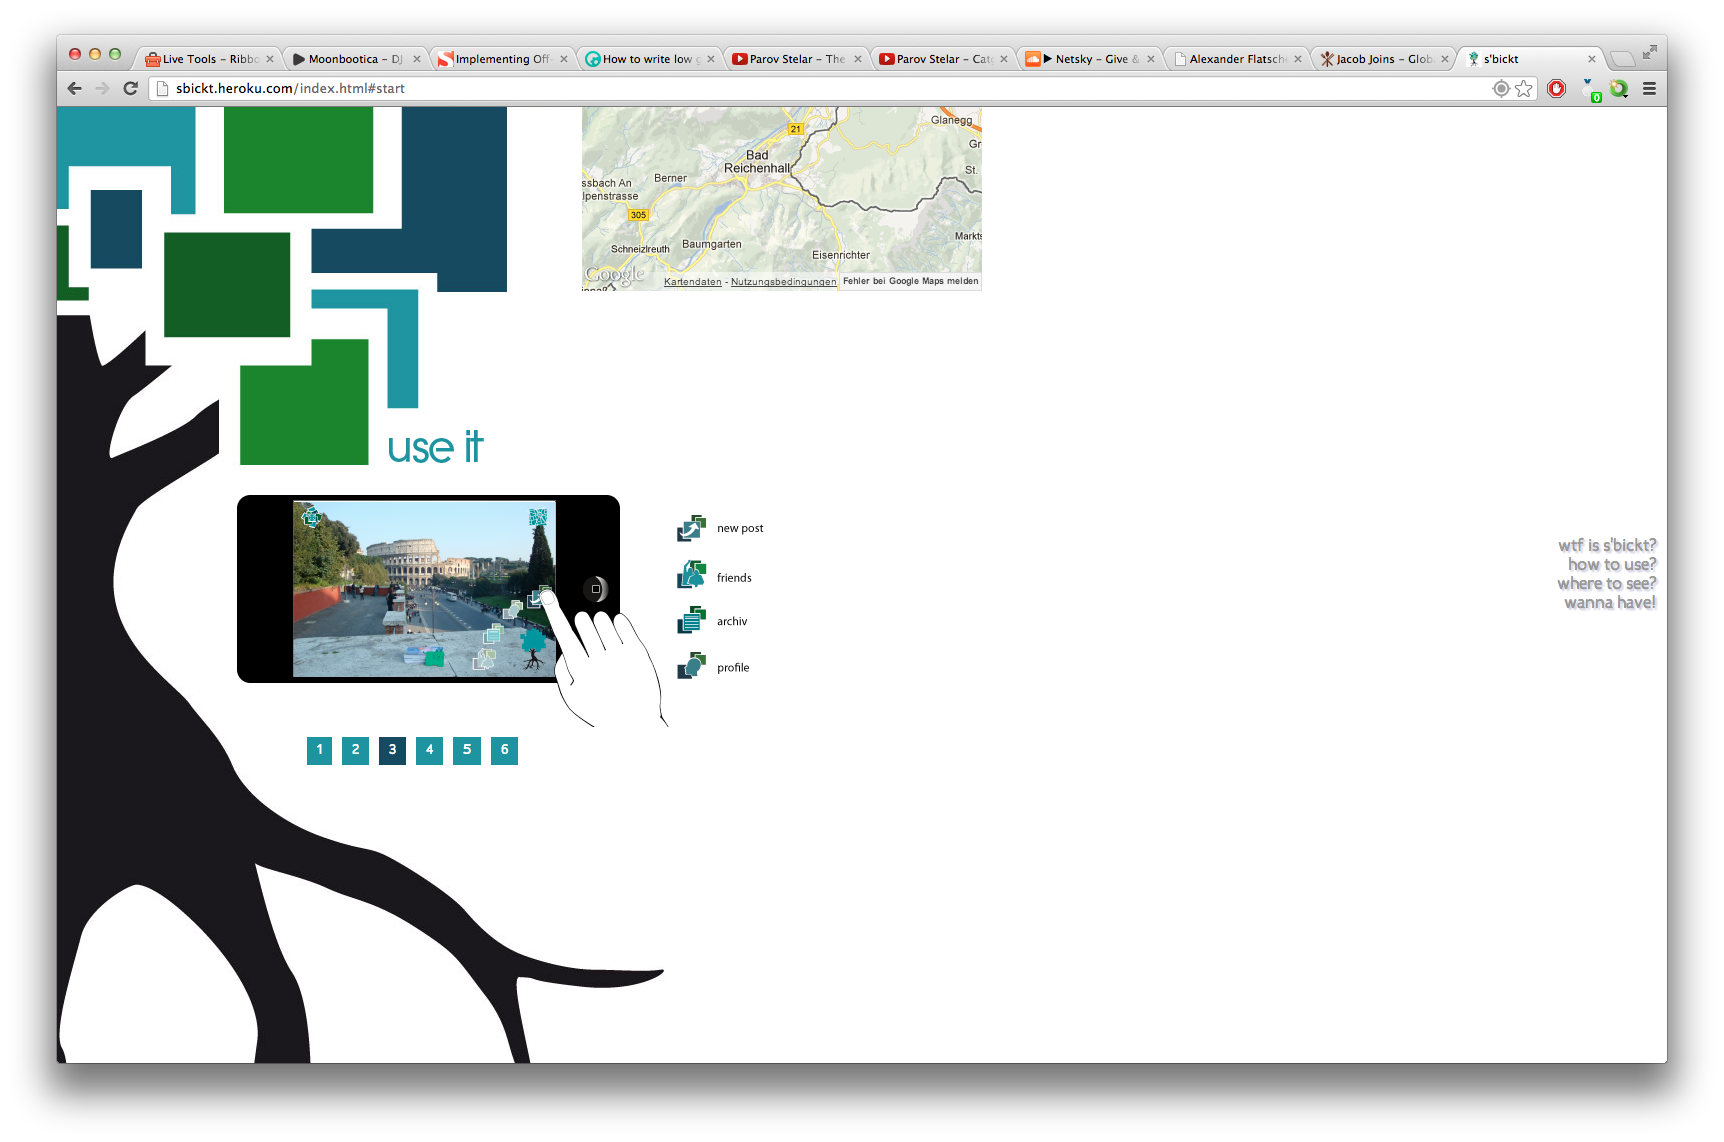 Live Tools – Ribbo
Moonbootica – DJ
Implementing Off-
How to write low g
Parov Stelar – The
Parov Stelar – Catc
Netsky – Give &
Alexander Flatsch
Jacob Joins – Glob
s'bickt
sbickt.heroku.com/index.html#start
0
21
Glanegg
Gr
Bad
Reichenhall
St.
Berner
ssbach An
lpenstrasse
305
Schneizlreuth
Baumgarten
Eisenrichter
Markts
Google
Kartendaten - Nutzungsbedingungen
Fehler bei Google Maps melden
use it
new post
friends
archiv
profile
wtf is s'bickt?
how to use?
where to see?
wanna have!
1 2 3 4 5 6